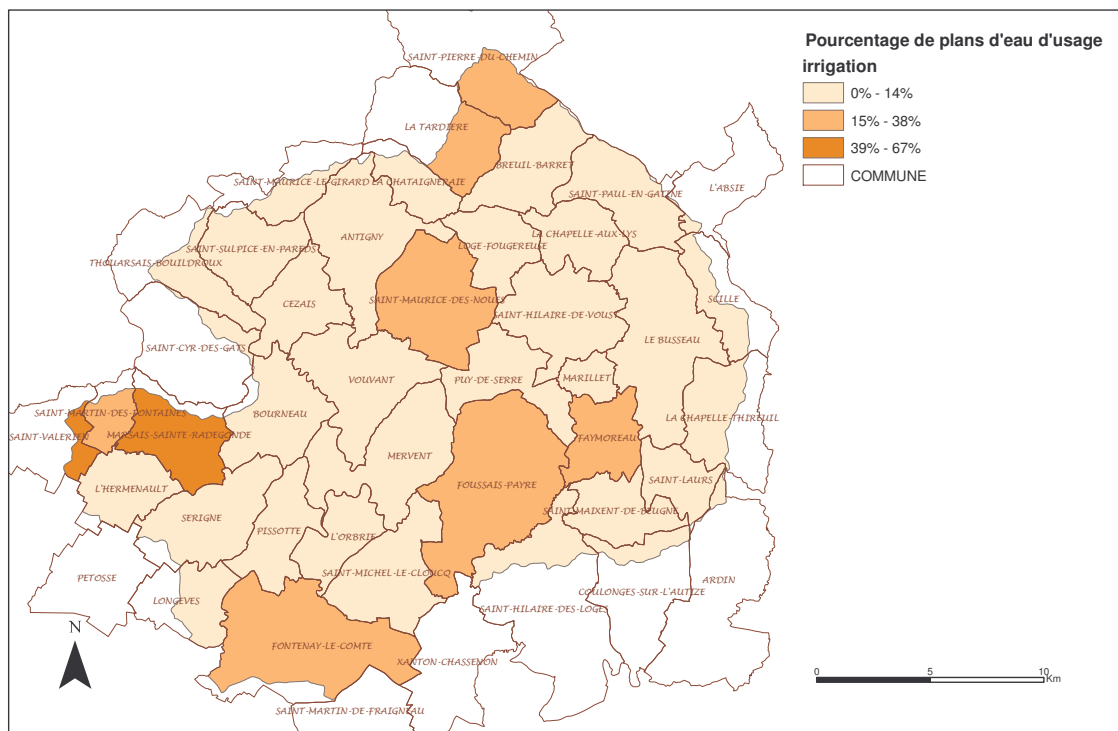 Pourcentage de plans d'eau d'usage
irrigation
0% - 14%
15% - 38%
39% - 67%
COMMUNE
SAINT-PIERRE-DU-CHEMIN
LA TARDIERE
BREUIL-BARRET
SAINT-MAURICE-LE-GIRARD
LA CHATAIGNERAIE
SAINT-PAUL-EN-GATINE
L'ABSIE
ANTIGNY
LOGE-FOUGEREUSE
LA CHAPELLE-AUX-LYS
SAINT-SULPICE-EN-PAREDS
THOUARSAIS-BOUILDROUX
CEZAIS
SAINT-MAURICE-DES-NOUES
SAINT-HILAIRE-DE-VOUST
SCILLE
LE BUSSEAU
SAINT-CYR-DES-GATS
VOUVANT
PUY-DE-SERRE
MARILLET
SAINT-MARTIN-DES-FONTAINES
BOURNEAU
LA CHAPELLE-THIREUIL
SAINT-VALERIEN
MARSAIS-SAINTE-RADEGONDE
FAYMOREAU
MERVENT
L'HERMENAULT
FOUSSAIS-PAYRE
SAINT-LAURS
SERIGNE
SAINT-MAIXENT-DE-BEUGNE
PISSOTTE
L'ORBRIE
SAINT-MICHEL-LE-CLOUCQ
PETOSSE
LONGEVES
ARDIN
COULONGES-SUR-L'AUTIZE
SAINT-HILAIRE-DES-LOGES
N
FONTENAY-LE-COMTE
XANTON-CHASSENON
SAINT-MARTIN-DE-FRAIGNEAU
0 5 10
Km